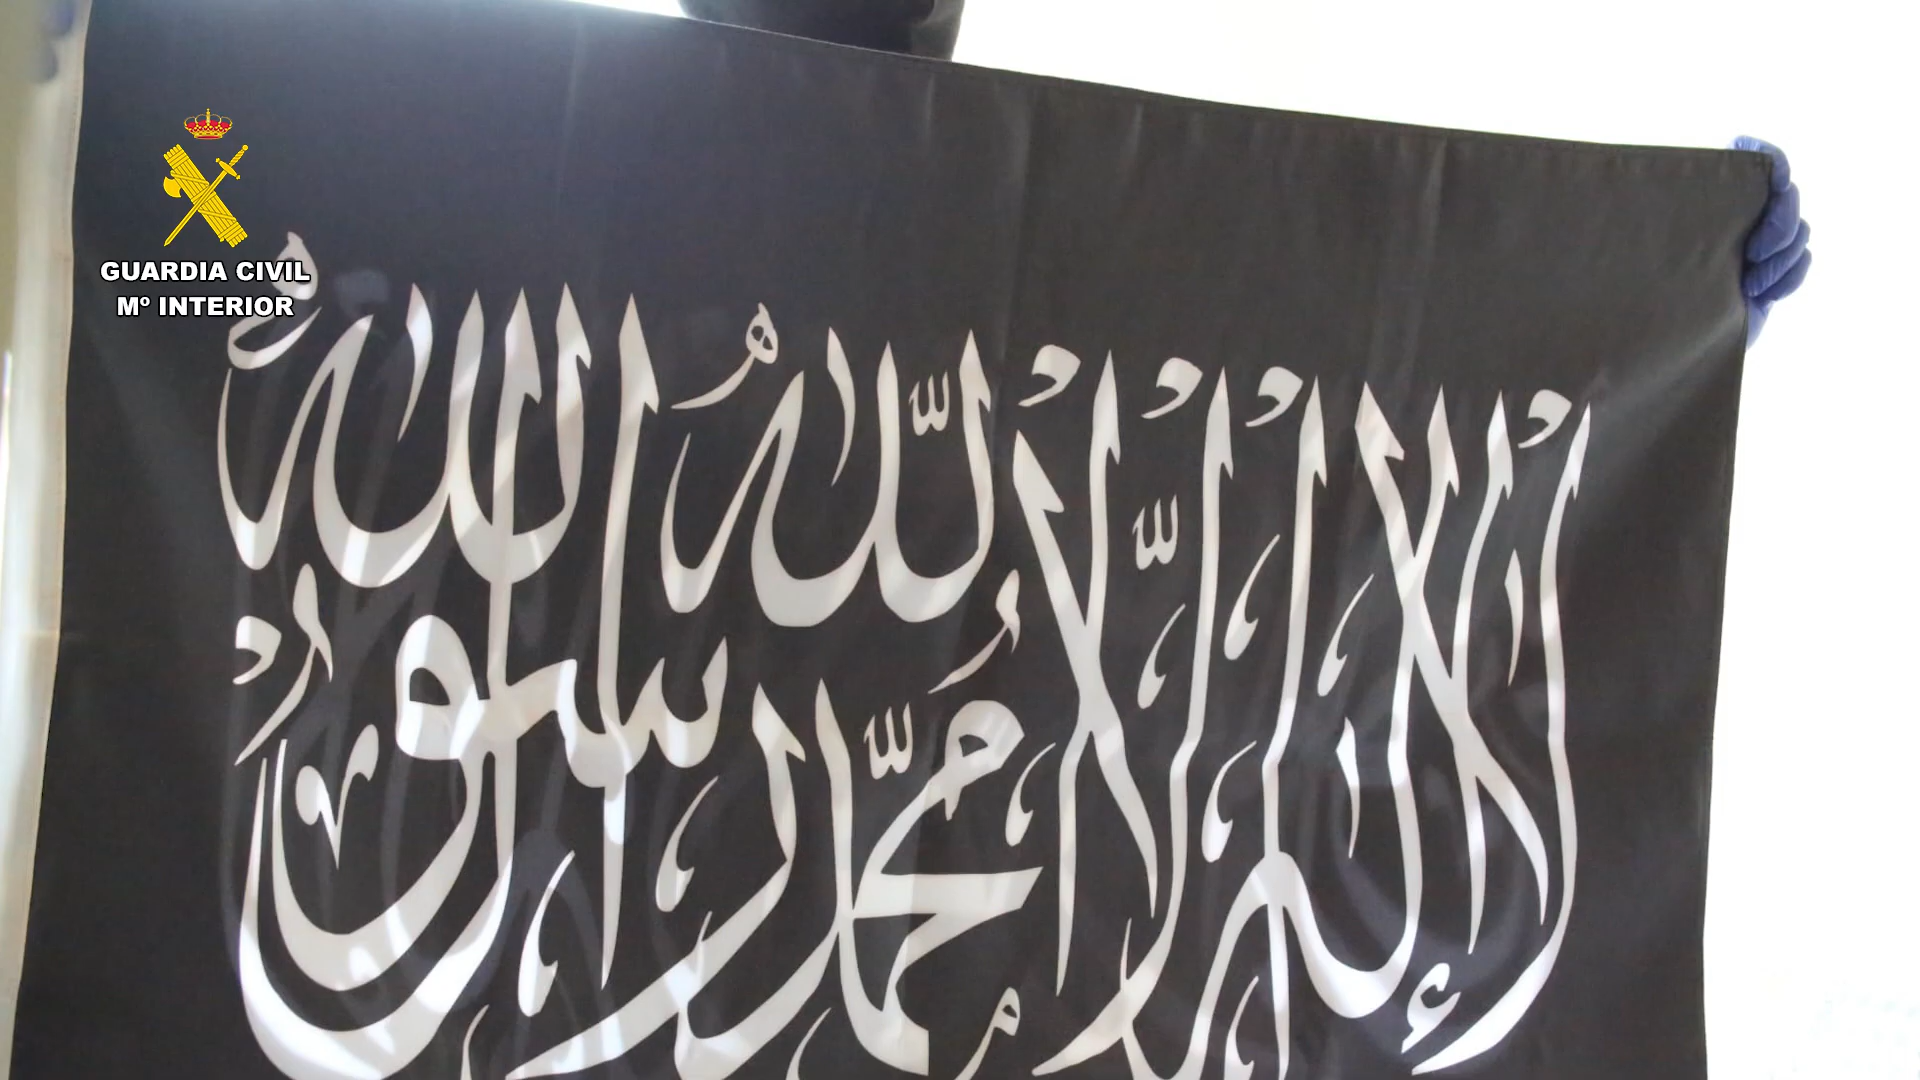 GUARDIA CIVIL
Mº INTERIOR
لا إله إلا الله محمد رسول الله